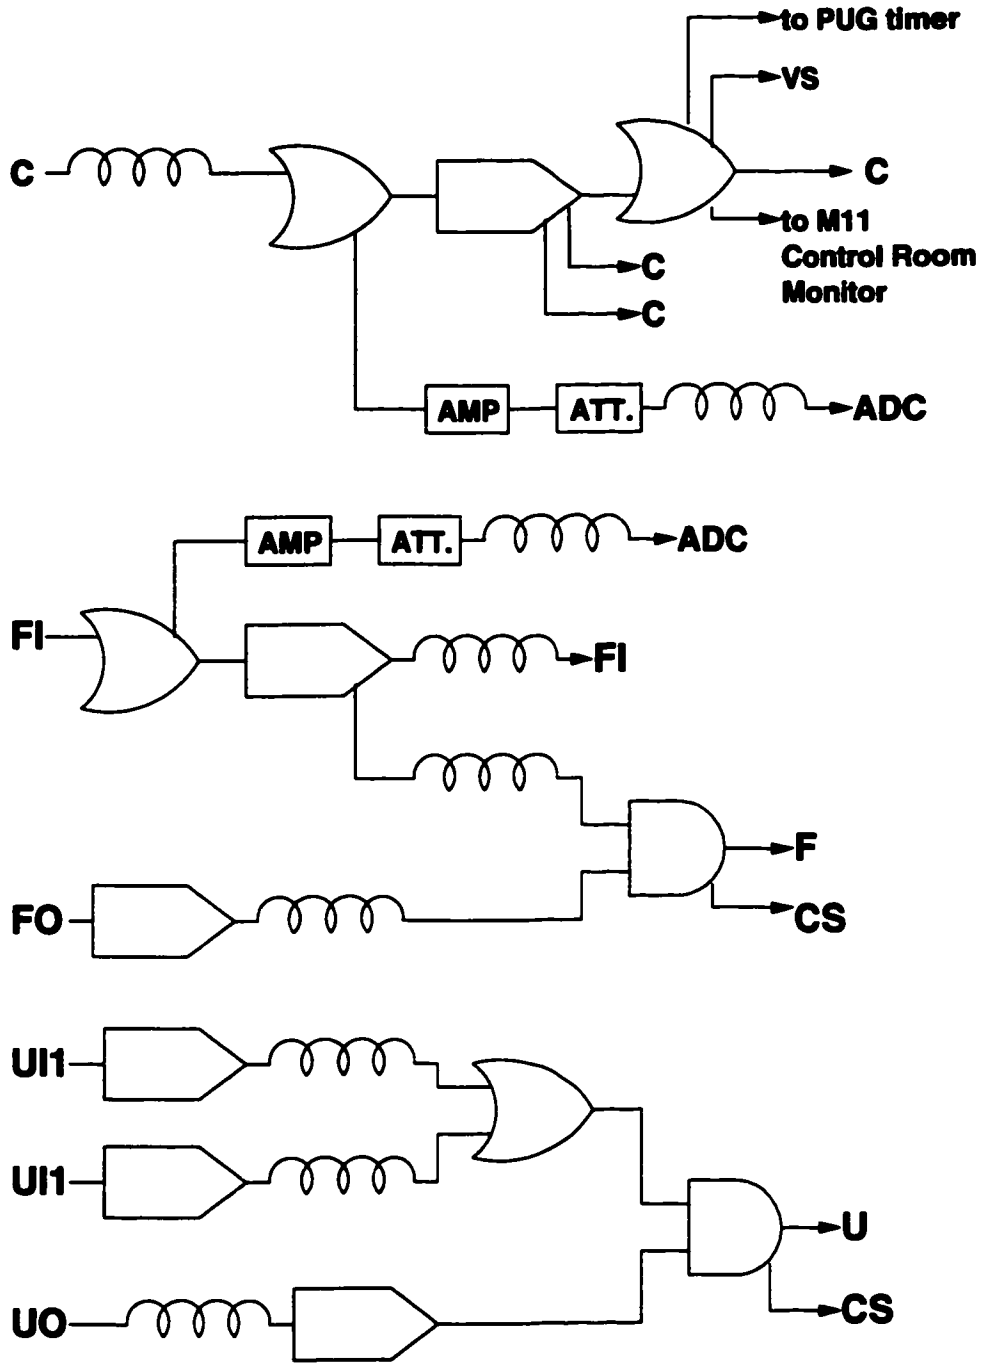 to PUG timer
VS
C
C
to M11
Control Room
Monitor
C
C
AMP
ATT.
ADC
AMP
ATT.
ADC
FI
FI
F
FO
CS
UI1
UI1
U
CS
UO